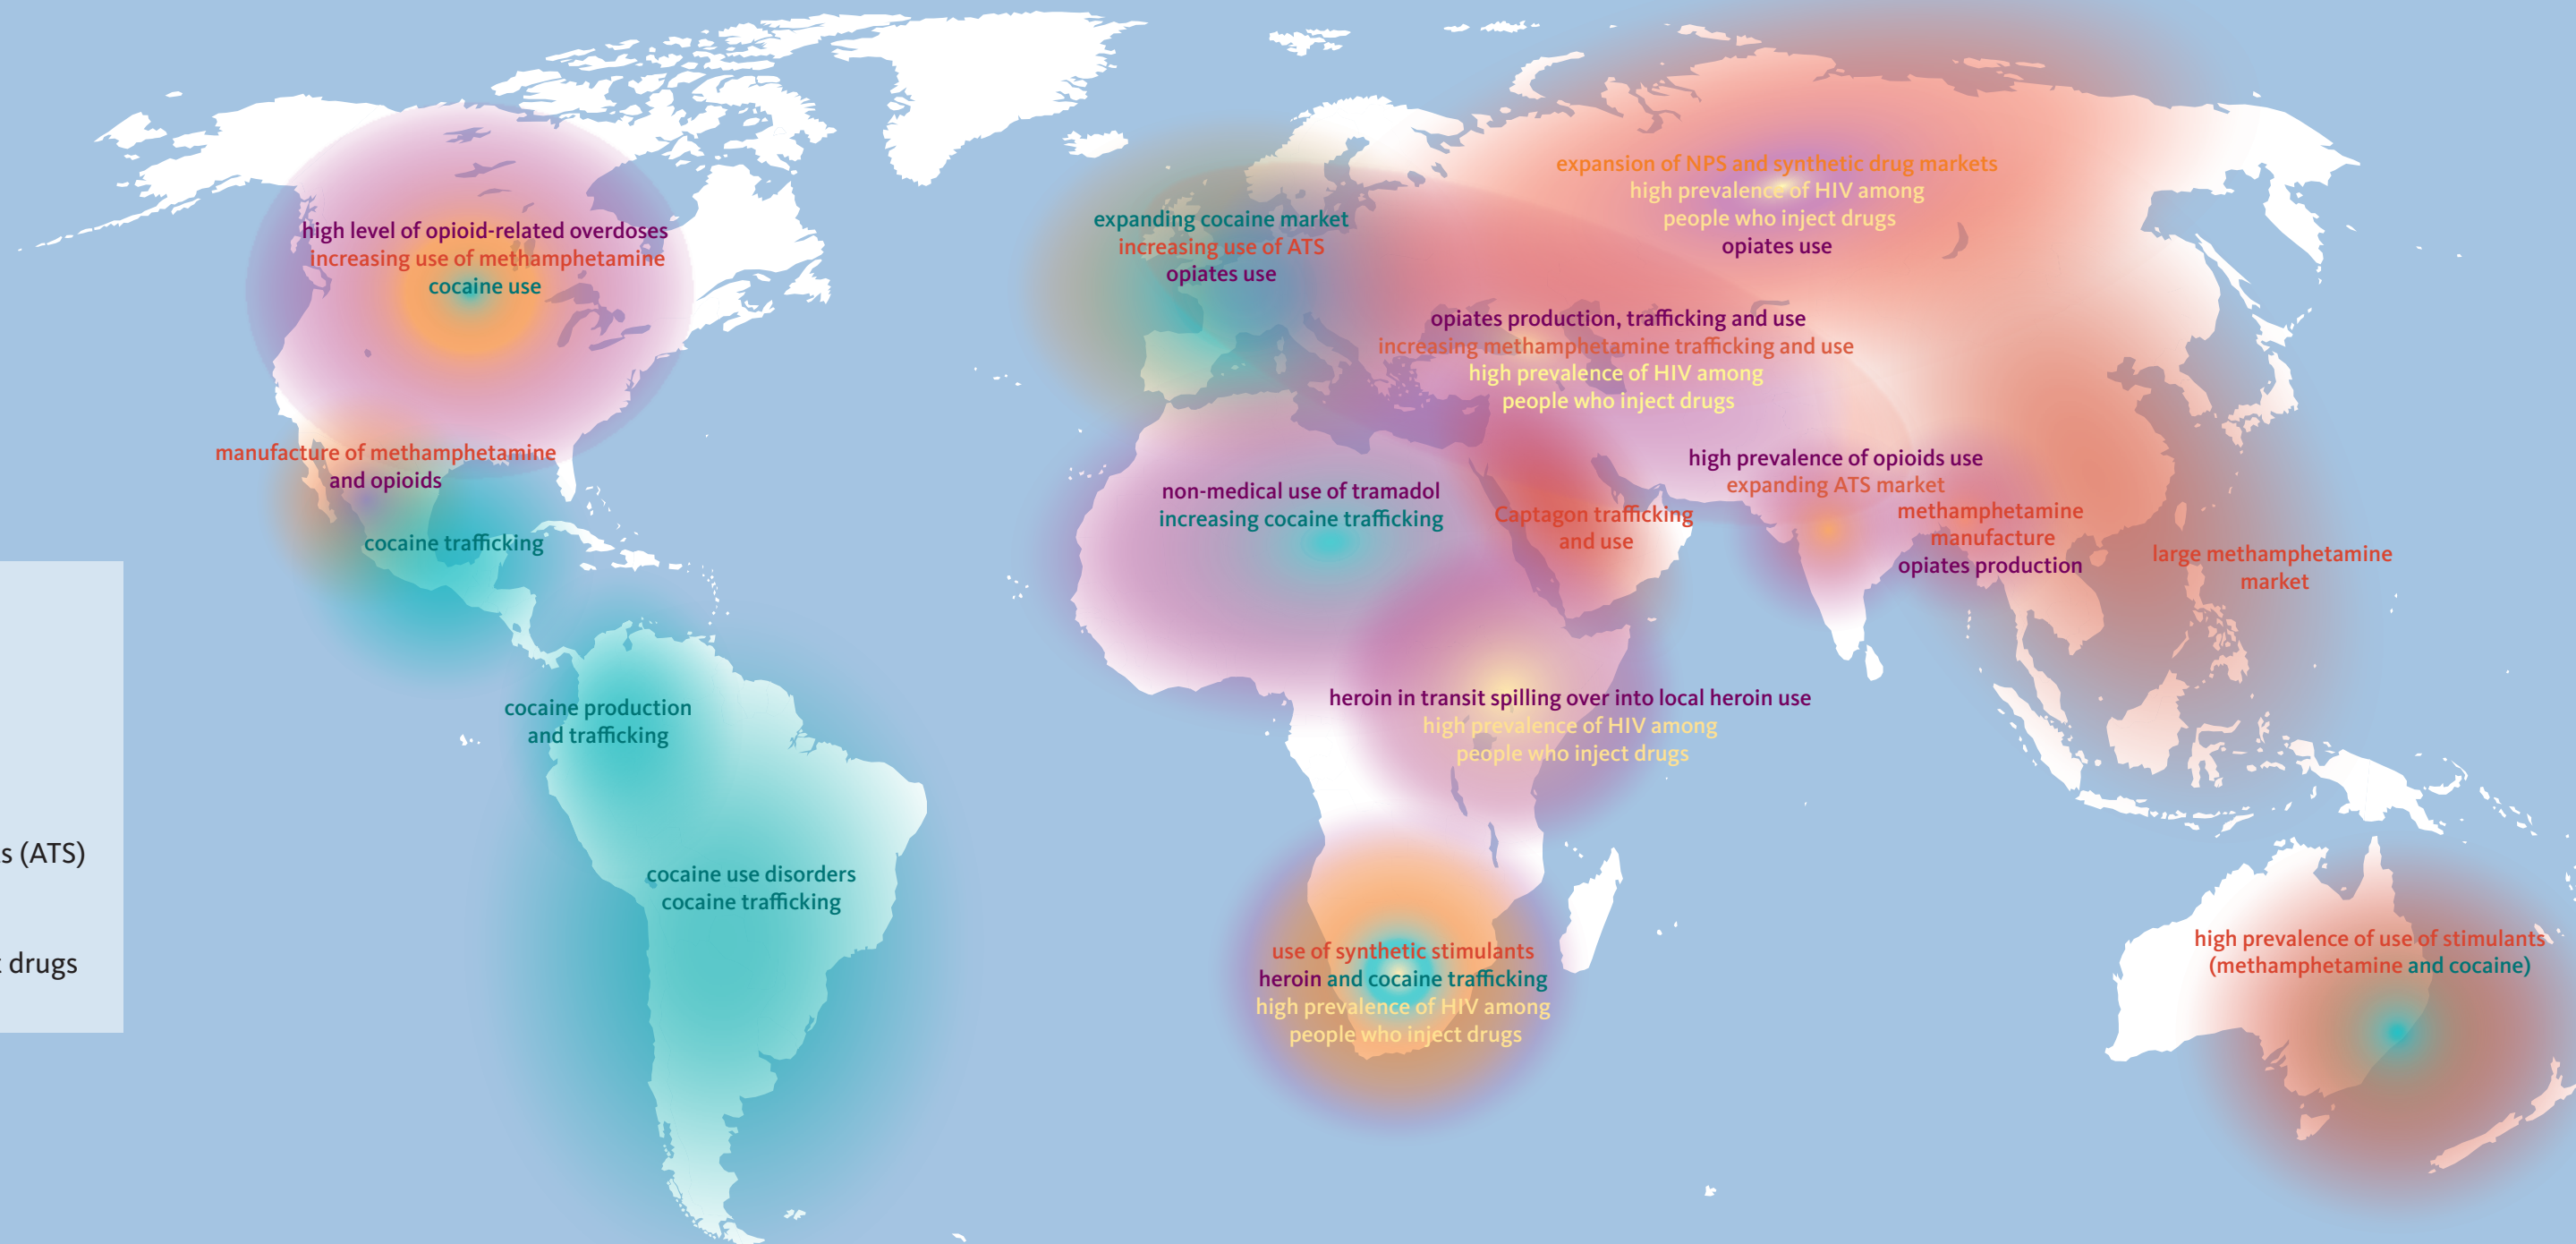 high level of opioid-related overdoses
increasing use of methamphetamine
cocaine use
manufacture of methamphetamine
and opioids
cocaine trafficking
cocaine production
and trafficking
cocaine use disorders
cocaine trafficking
s (ATS)
drugs
expanding cocaine market
increasing use of ATS
opiates use
expansion of NPS and synthetic drug markets
high prevalence of HIV among
people who inject drugs
opiates use
opiates production, trafficking and use
increasing methamphetamine trafficking and use
high prevalence of HIV among
people who inject drugs
non-medical use of tramadol
increasing cocaine trafficking
Captagon trafficking
and use
high prevalence of opioids use
expanding ATS market
methamphetamine
manufacture
opiates production
large methamphetamine
market
heroin in transit spilling over into local heroin use
high prevalence of HIV among
people who inject drugs
use of synthetic stimulants
heroin and cocaine trafficking
high prevalence of HIV among
people who inject drugs
high prevalence of use of stimulants
(methamphetamine and cocaine)